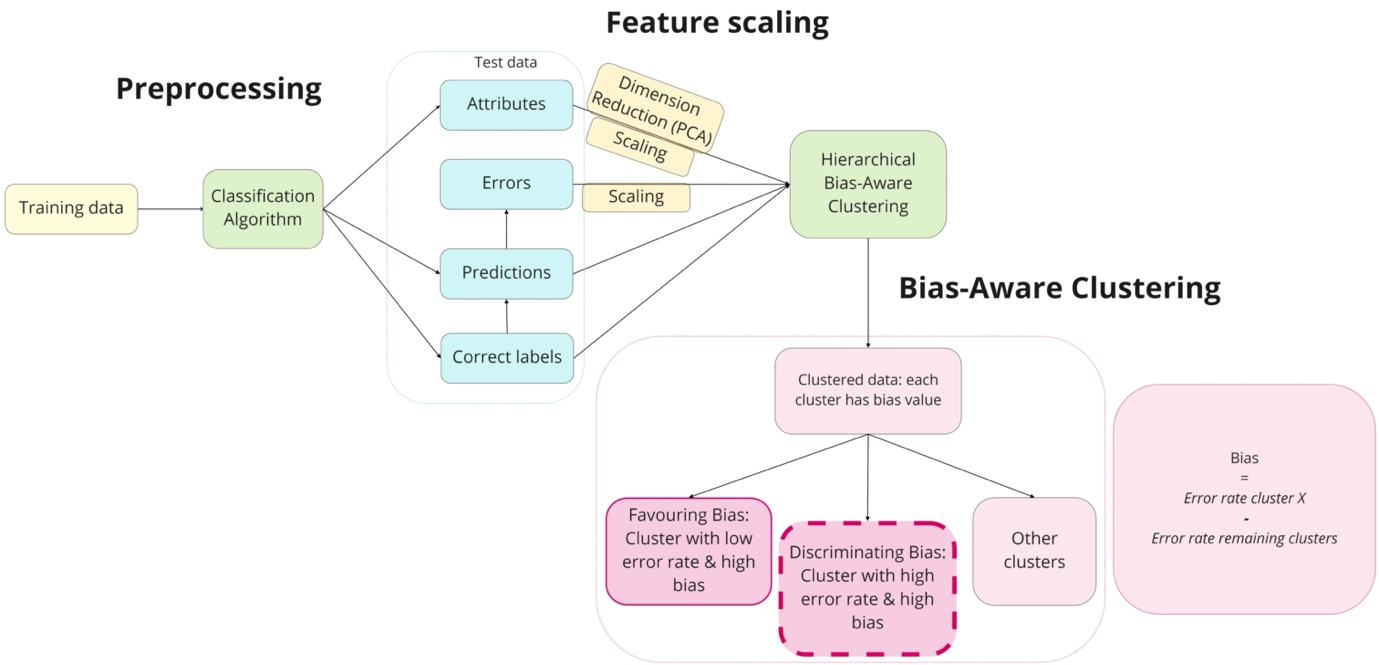 Feature scaling
Preprocessing
Test data
Attributes
Dimension
Reduction (PCA)
Scaling
Errors
Scaling
Training data
Classification
Algorithm
Predictions
Correct labels
Hierarchical
Bias-Aware
Clustering
Bias-Aware Clustering
Clustered data: each
cluster has bias value
Favouring Bias:
Cluster with low
error rate & high
bias
Discriminating Bias:
Cluster with high
error rate & high
bias
Other
clusters
Bias
=
Error rate cluster X
-
Error rate remaining clusters